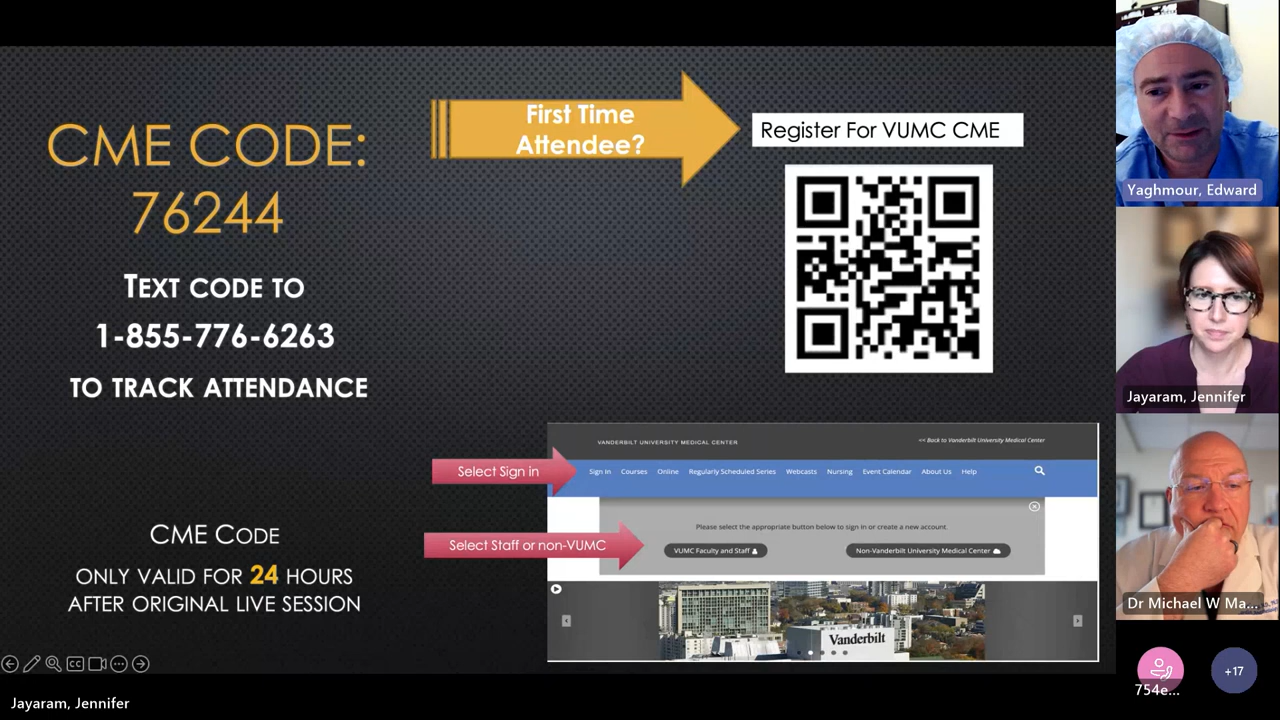 CME CODE:
76244
TEXT CODE TO
1-855-776-6263
TO TRACK ATTENDANCE
CME CODE
ONLY VALID FOR 24 HOURS
AFTER ORIGINAL LIVE SESSION
First Time
Attendee?
Register For VUMC CME
Select Sign in
Select Staff or non-VUMC
VANDERBILT UNIVERSITY MEDICAL CENTER
<< Back to Vanderbilt University Medical Center
Sign In Courses Online Regularly Scheduled Series Webcasts Nursing Event Calendar About Us Help
Please select the appropriate button below to sign in or create a new account.
VUMC Faculty and Staff
Non-Vanderbilt University Medical Center
Vanderbilt
CC
Jayaram, Jennifer
Yaghmour, Edward
Jayaram, Jennifer
Dr Michael W Ma...
754e...
+17